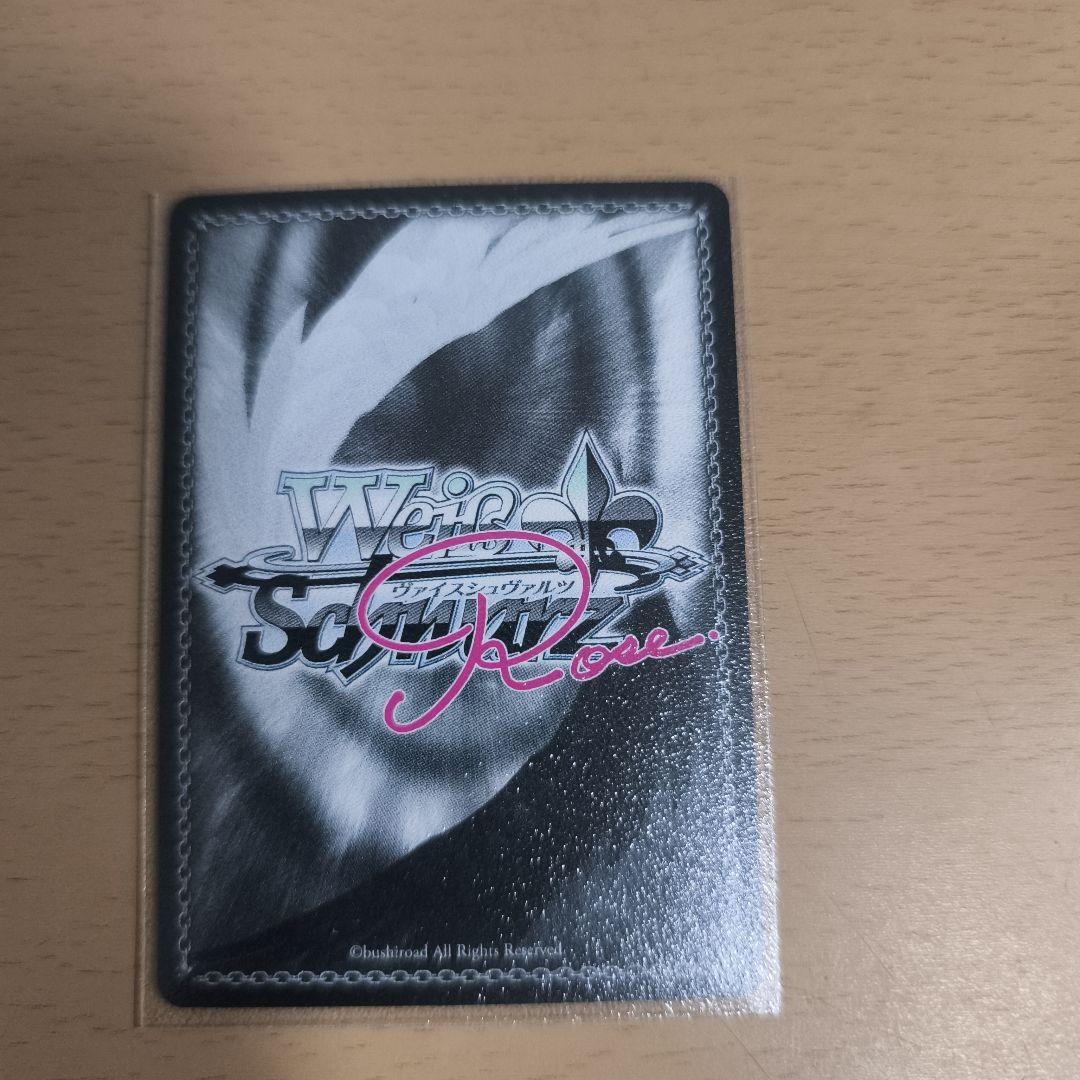 Weiß
ヴァイスシュヴァルツ
Schwarz
Rose.
©bushiroad All Rights Reserved.